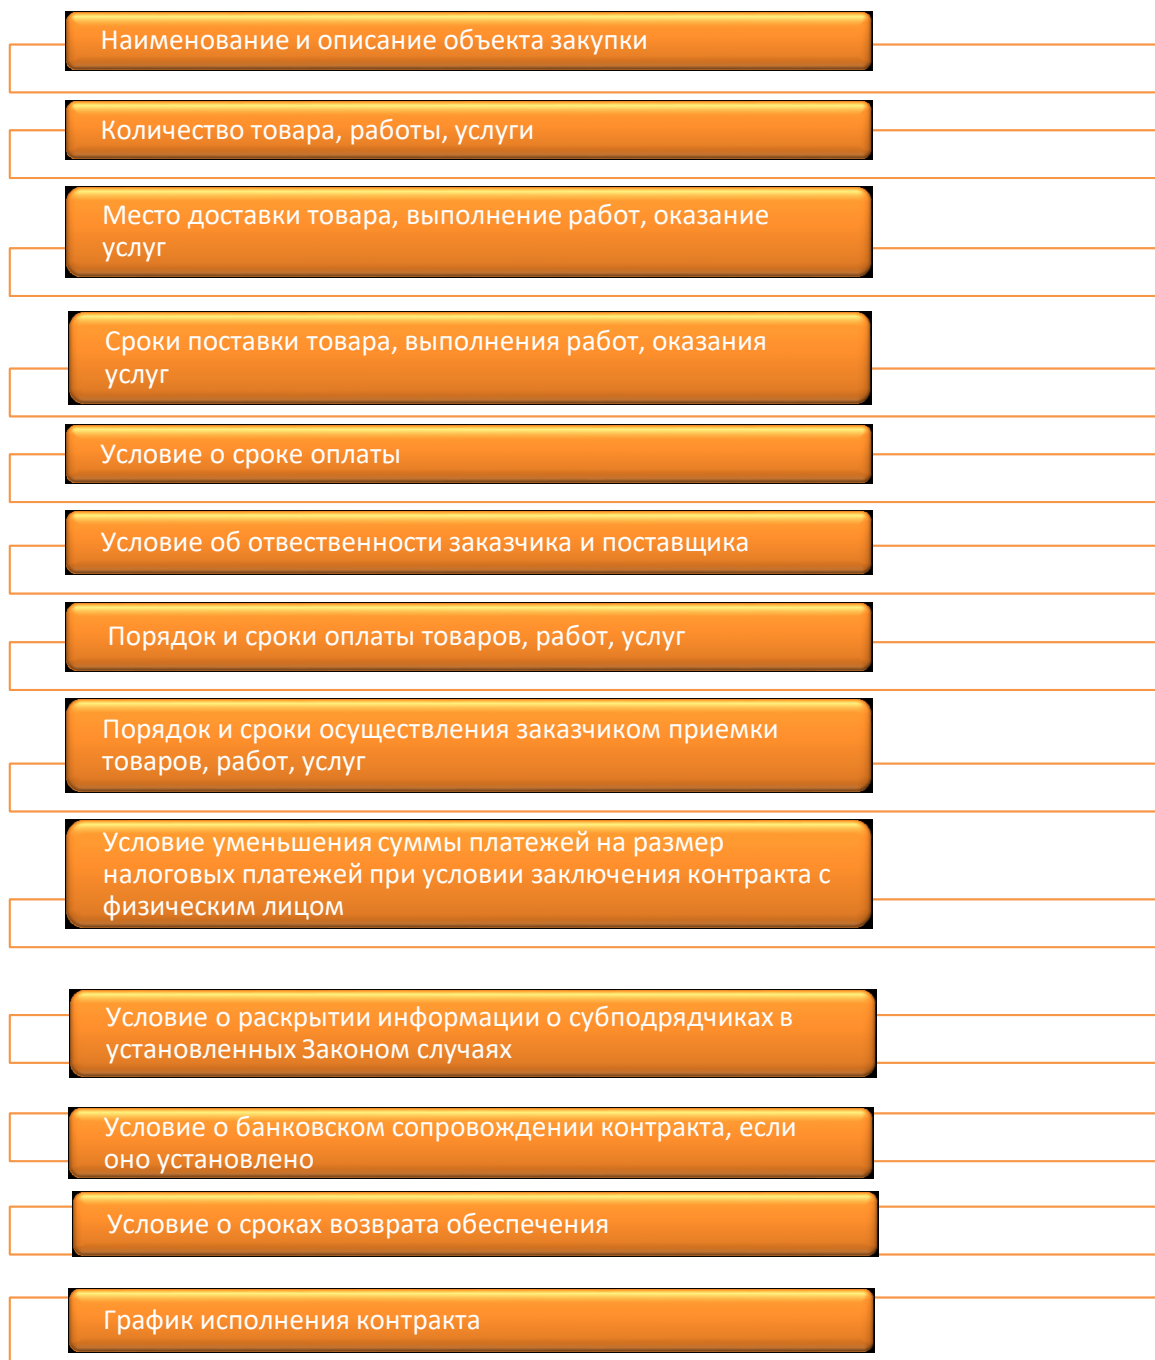 Наименование и описание объекта закупки
Количество товара, работы, услуги
Место доставки товара, выполнение работ, оказание
услуг
Сроки поставки товара, выполнения работ, оказания
услуг
Условие о сроке оплаты
Условие об отвественности заказчика и поставщика
Порядок и сроки оплаты товаров, работ, услуг
Порядок и сроки осуществления заказчиком приемки
товаров, работ, услуг
Условие уменьшения суммы платежей на размер
налоговых платежей при условии заключения контракта с
физическим лицом
Условие о раскрытии информации о субподрядчиках в
установленных Законом случаях
Условие о банковском сопровождении контракта, если
оно установлено
Условие о сроках возврата обеспечения
График исполнения контракта